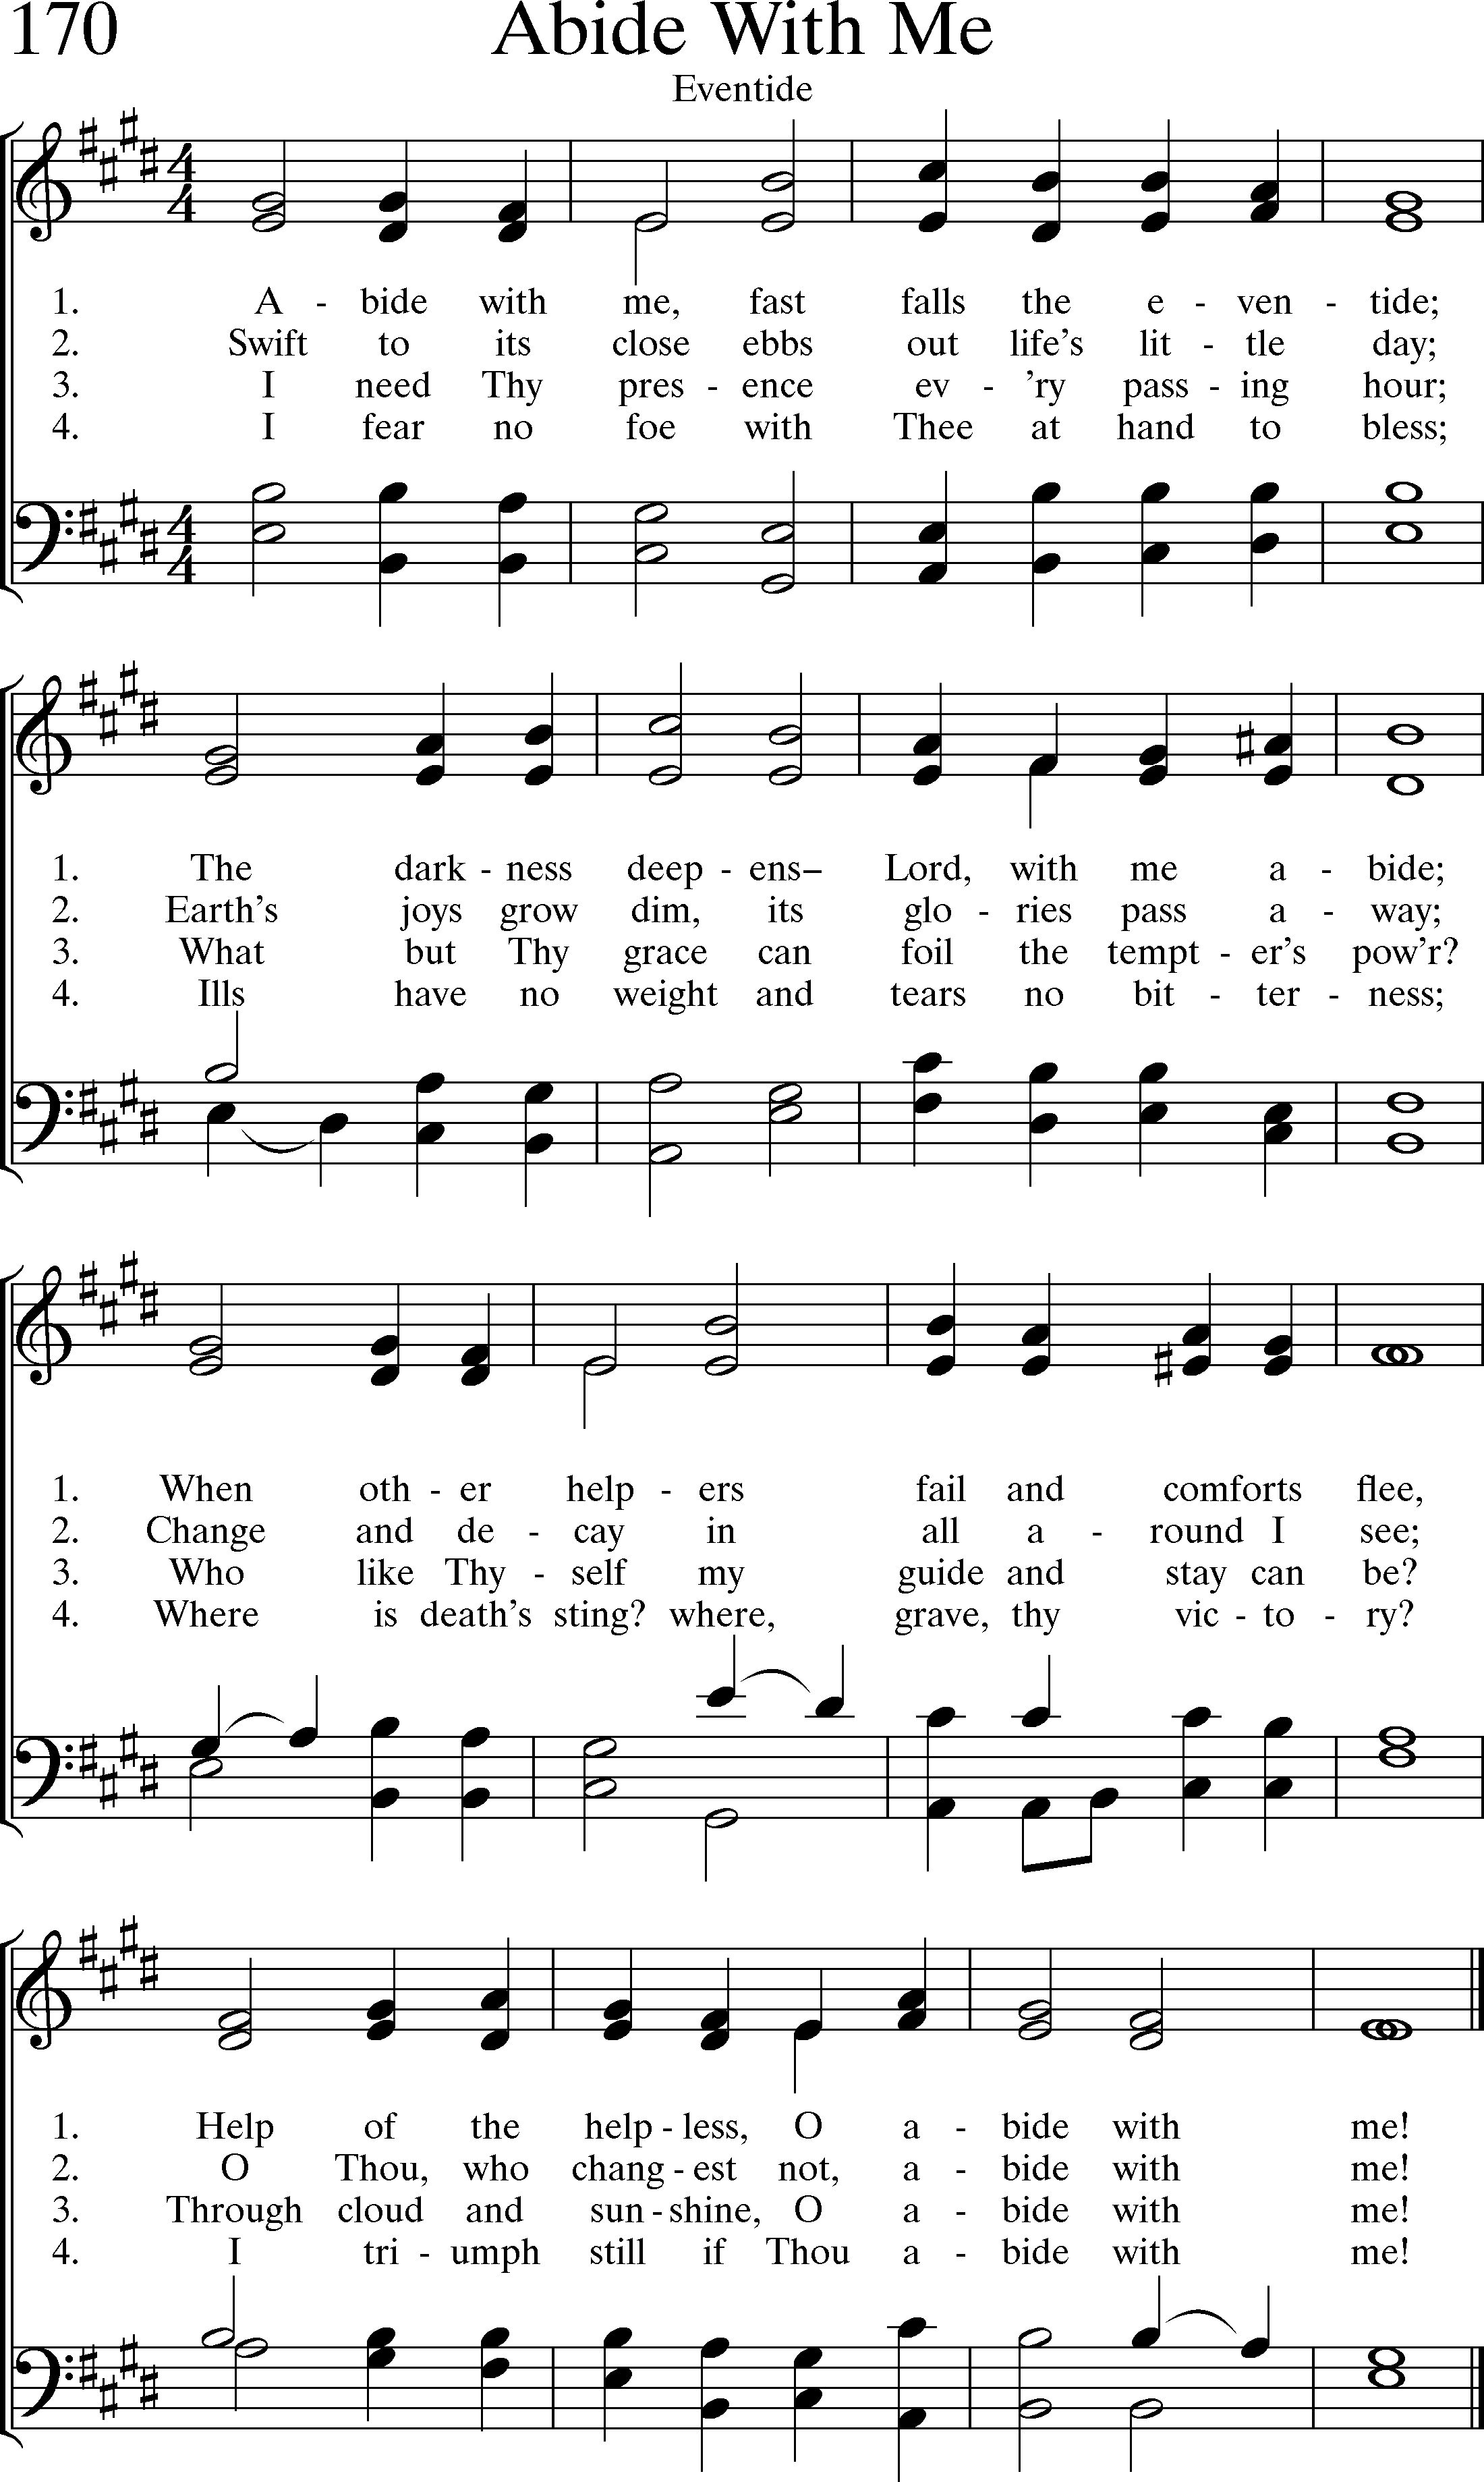 170 Abide With Me
Eventide
4
4
1. A - bide with me, fast falls the e - ven - tide;
2. Swift to its close ebbs out life's lit - tle day;
3. I need Thy pres - ence ev - 'ry pass - ing hour;
4. I fear no foe with Thee at hand to bless;
4
4
1. The dark - ness deep - ens– Lord, with me a - bide;
2. Earth's joys grow dim, its glo - ries pass a - way;
3. What but Thy grace can foil the tempt - er's pow'r?
4. Ills have no weight and tears no bit - ter - ness;
1. When oth - er help - ers fail and comforts flee,
2. Change and de - cay in all a - round I see;
3. Who like Thy - self my guide and stay can be?
4. Where is death's sting? where, grave, thy vic - to - ry?
1. Help of the help - less, O a - bide with me!
2. O Thou, who chang - est not, a - bide with me!
3. Through cloud and sun - shine, O a - bide with me!
4. I tri - umph still if Thou a - bide with me!